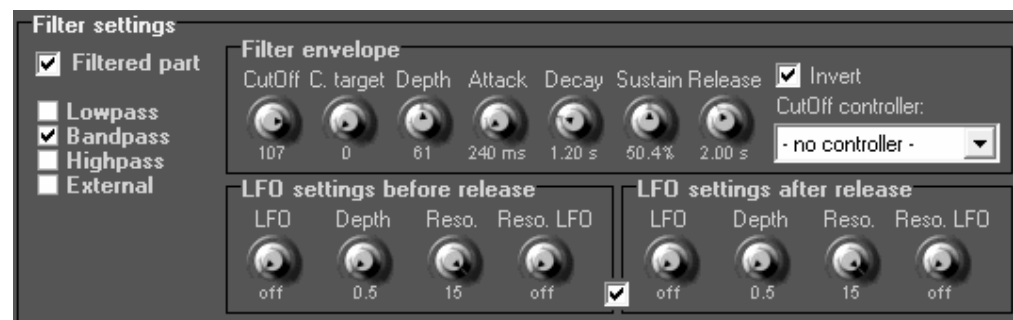 Filter settings
Filtered part
Lowpass
Bandpass
Highpass
External
Filter envelope
CutOff C. target Depth Attack Decay Sustain Release
107 0 61 240 ms 1.20 s 50.4% 2.00 s
Invert
CutOff controller:
- no controller -
LFO settings before release
LFO Depth Reso. Reso. LFO
off 0.5 15 off
LFO settings after release
LFO Depth Reso. Reso. LFO
off 0.5 15 off